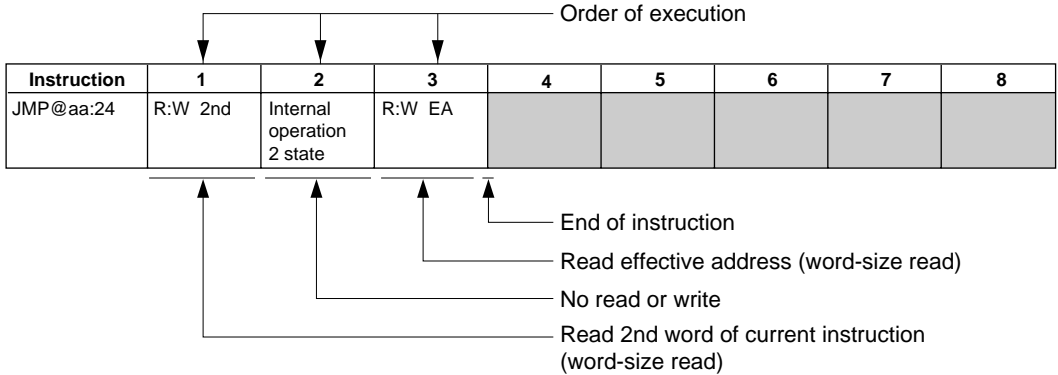 Order of execution
Instruction 1 2 3 4 5 6 7 8
JMP@aa:24 R:W 2nd Internal R:W EA
operation
2 state
End of instruction
Read effective address (word-size read)
No read or write
Read 2nd word of current instruction
(word-size read)